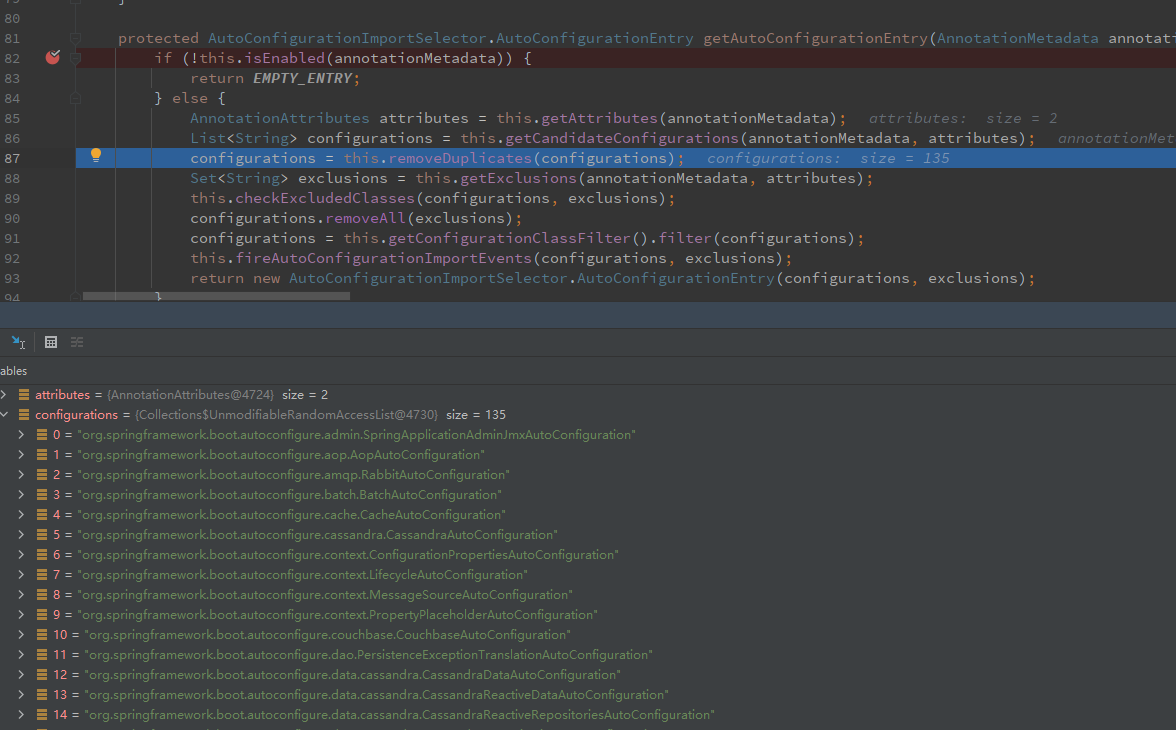 80
81 protected AutoConfigurationImportSelector.AutoConfigurationEntry getAutoConfigurationEntry(AnnotationMetadata annotati
82 if (!this.isEnabled(annotationMetadata)) {
83 return EMPTY_ENTRY;
84 } else {
85 AnnotationAttributes attributes = this.getAttributes(annotationMetadata); attributes: size = 2
86 List<String> configurations = this.getCandidateConfigurations(annotationMetadata, attributes); annotationMet
87 configurations = this.removeDuplicates(configurations); configurations: size = 135
88 Set<String> exclusions = this.getExclusions(annotationMetadata, attributes);
89 this.checkExcludedClasses(configurations, exclusions);
90 configurations.removeAll(exclusions);
91 configurations = this.getConfigurationClassFilter().filter(configurations);
92 this.fireAutoConfigurationImportEvents(configurations, exclusions);
93 return new AutoConfigurationImportSelector.AutoConfigurationEntry(configurations, exclusions);
94 }
ables
attributes = {AnnotationAttributes@4724} size = 2
configurations = {Collections$UnmodifiableRandomAccessList@4730} size = 135
0 = "org.springframework.boot.autoconfigure.admin.SpringApplicationAdminJmxAutoConfiguration"
1 = "org.springframework.boot.autoconfigure.aop.AopAutoConfiguration"
2 = "org.springframework.boot.autoconfigure.amqp.RabbitAutoConfiguration"
3 = "org.springframework.boot.autoconfigure.batch.BatchAutoConfiguration"
4 = "org.springframework.boot.autoconfigure.cache.CacheAutoConfiguration"
5 = "org.springframework.boot.autoconfigure.cassandra.CassandraAutoConfiguration"
6 = "org.springframework.boot.autoconfigure.context.ConfigurationPropertiesAutoConfiguration"
7 = "org.springframework.boot.autoconfigure.context.LifecycleAutoConfiguration"
8 = "org.springframework.boot.autoconfigure.context.MessageSourceAutoConfiguration"
9 = "org.springframework.boot.autoconfigure.context.PropertyPlaceholderAutoConfiguration"
10 = "org.springframework.boot.autoconfigure.couchbase.CouchbaseAutoConfiguration"
11 = "org.springframework.boot.autoconfigure.dao.PersistenceExceptionTranslationAutoConfiguration"
12 = "org.springframework.boot.autoconfigure.data.cassandra.CassandraDataAutoConfiguration"
13 = "org.springframework.boot.autoconfigure.data.cassandra.CassandraReactiveDataAutoConfiguration"
14 = "org.springframework.boot.autoconfigure.data.cassandra.CassandraReactiveRepositoriesAutoConfiguration"